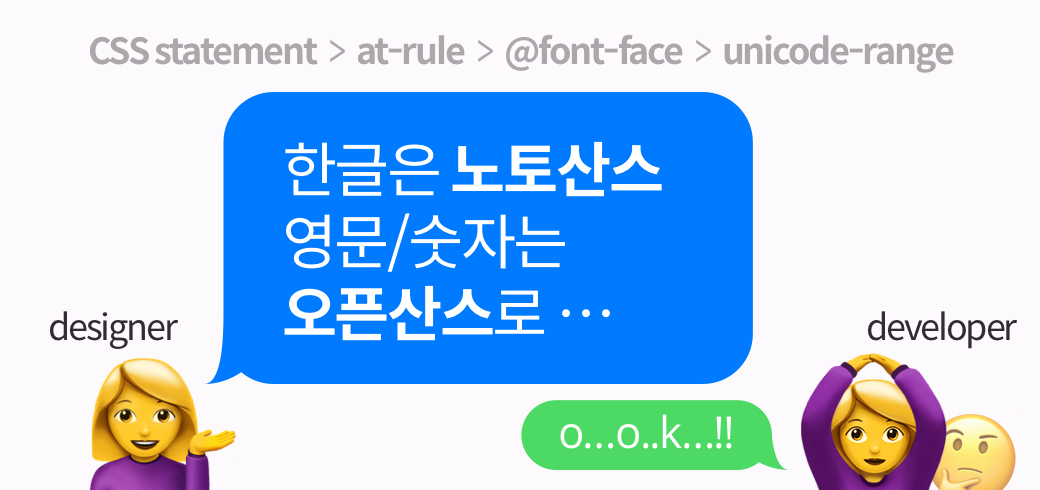 CSS statement > at-rule > @font-face > unicode-range
한글은 노토산스
영문/숫자는
오픈산스로 …
designer
developer
o...o..k...!!